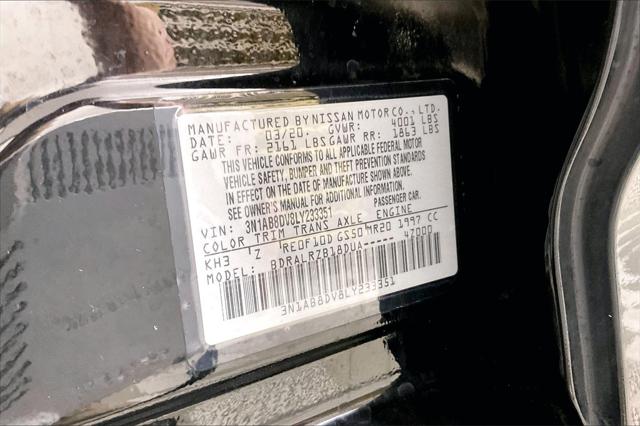 MANUFACTURED BY NISSAN MOTOR CO., LTD.
DATE: 03/20 GVWR: 4001 LBS
GAWR FR: 2161 LBS GAWR RR: 1863 LBS
THIS VEHICLE CONFORMS TO ALL APPLICABLE FEDERAL MOTOR
VEHICLE SAFETY, BUMPER AND THEFT PREVENTION STANDARDS
IN EFFECT ON THE DATE OF MANUFACTURE SHOWN ABOVE.
SEE OWNER'S MANUAL FOR ADDITIONAL INFORMATION.
VIN: 3N1AB8DV8LY233351 PASSENGER CAR.
COLOR TRIM TRANS AXLE ENGINE
KH3 Z RE0F10D GS50 MR20 1997 CC
MODEL: BDRALRZB18DUA----- 47000
3N1AB8DV8LY233351